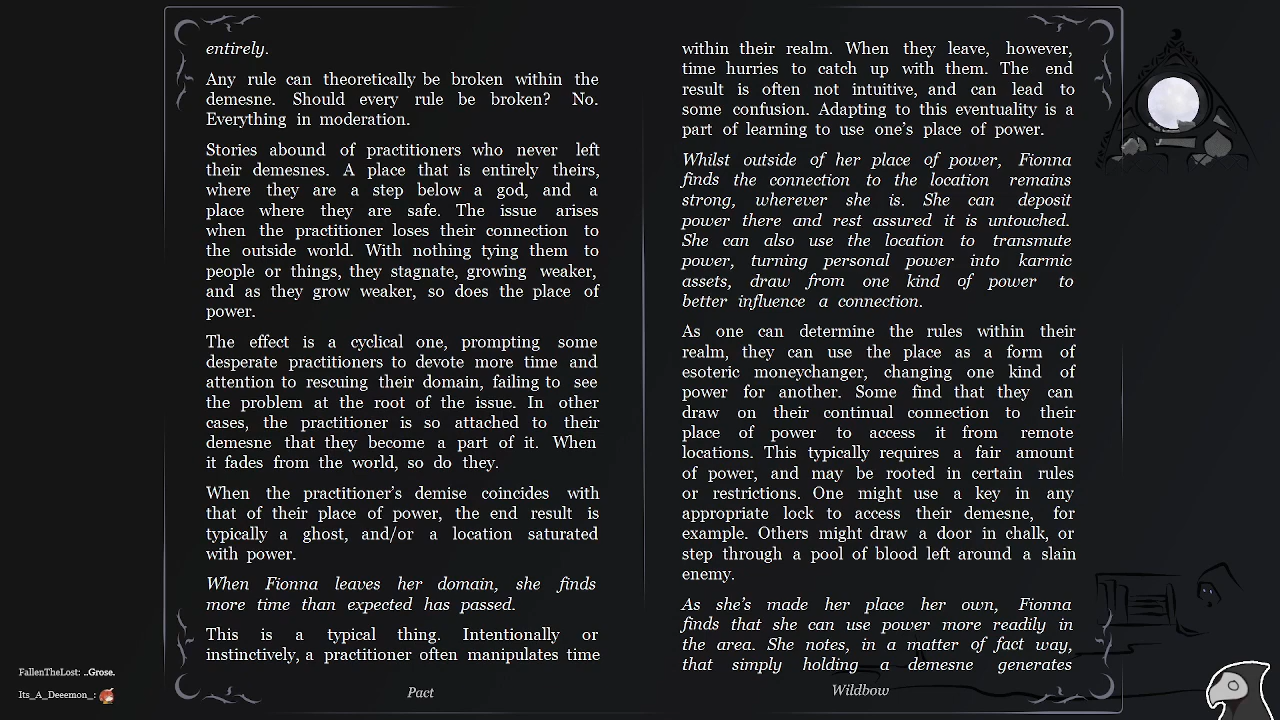 entirely.
Any rule can theoretically be broken within the
demesne. Should every rule be broken? No.
Everything in moderation.
Stories abound of practitioners who never left
their demesnes. A place that is entirely theirs,
where they are a step below a god, and a
place where they are safe. The issue arises
when the practitioner loses their connection to
the outside world. With nothing tying them to
people or things, they stagnate, growing weaker,
and as they grow weaker, so does the place of
power.
The effect is a cyclical one, prompting some
desperate practitioners to devote more time and
attention to rescuing their domain, failing to see
the problem at the root of the issue. In other
cases, the practitioner is so attached to their
demesne that they become a part of it. When
it fades from the world, so do they.
When the practitioner's demise coincides with
that of their place of power, the end result is
typically a ghost, and/or a location saturated
with power.
When Fionna leaves her domain, she finds
more time than expected has passed.
This is a typical thing. Intentionally or
instinctively, a practitioner often manipulates time
within their realm. When they leave, however,
time hurries to catch up with them. The end
result is often not intuitive, and can lead to
some confusion. Adapting to this eventuality is a
part of learning to use one's place of power.
Whilst outside of her place of power, Fionna
finds the connection to the location remains
strong, wherever she is. She can deposit
power there and rest assured it is untouched.
She can also use the location to transmute
power, turning personal power into karmic
assets, draw from one kind of power to
better influence a connection.
As one can determine the rules within their
realm, they can use the place as a form of
esoteric moneychanger, changing one kind of
power for another. Some find that they can
draw on their continual connection to their
place of power to access it from remote
locations. This typically requires a fair amount
of power, and may be rooted in certain rules
or restrictions. One might use a key in any
appropriate lock to access their demesne, for
example. Others might draw a door in chalk, or
step through a pool of blood left around a slain
enemy.
As she's made her place her own, Fionna
finds that she can use power more readily in
the area. She notes, in a matter of fact way,
that simply holding a demesne generates
FallenTheLost: ..Grose.
Its_A_Deeemon_:
Pact
Wildbow